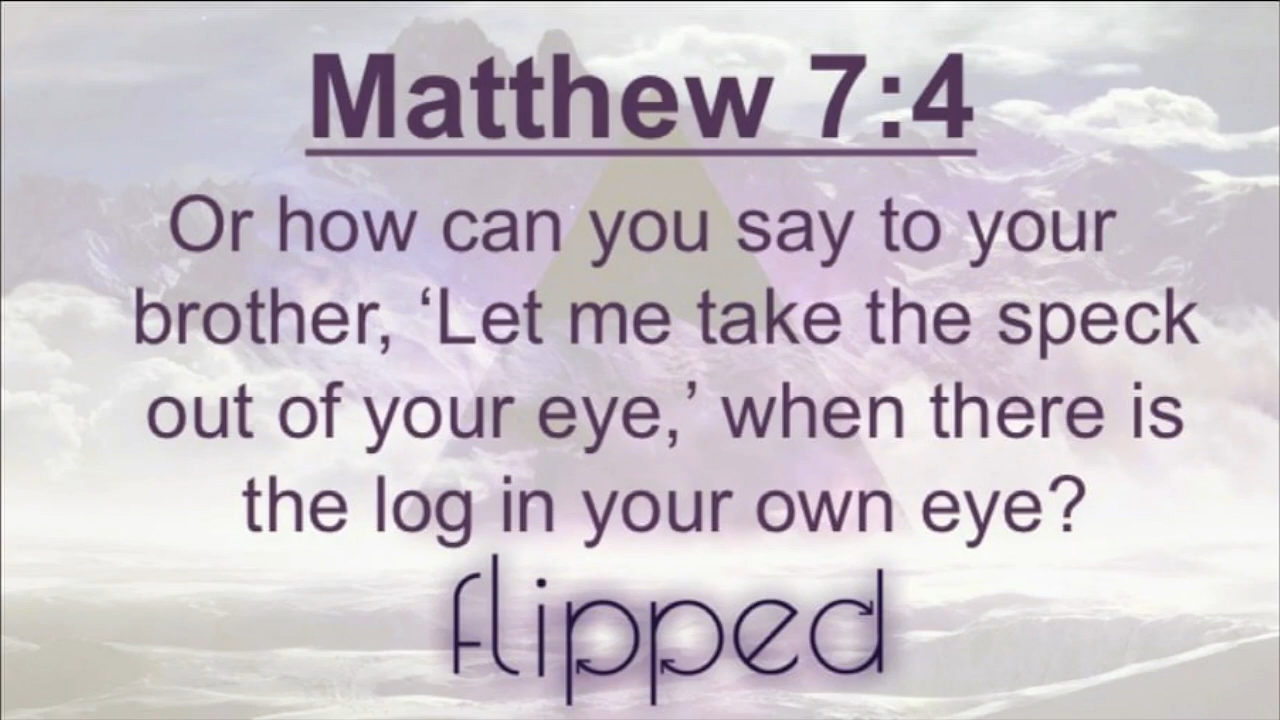 Matthew 7:4
Or how can you say to your
brother, ‘Let me take the speck
out of your eye,’ when there is
the log in your own eye?
flipped